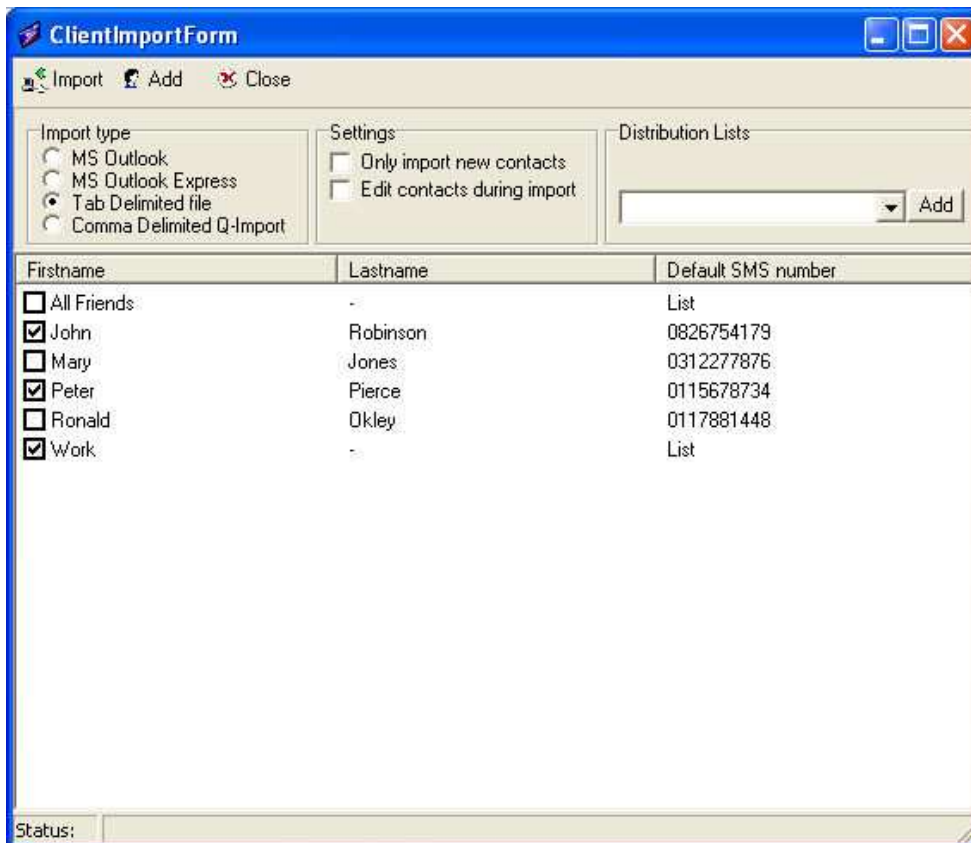 ClientImportForm
Import Add Close
Import type
MS Outlook
MS Outlook Express
Tab Delimited file
Comma Delimited Q-Import
Settings
Only import new contacts
Edit contacts during import
Distribution Lists
Add
Firstname Lastname Default SMS number
All Friends - List
John Robinson 0826754179
Mary Jones 0312277876
Peter Pierce 0115678734
Ronald Okley 0117881448
Work - List
Status: